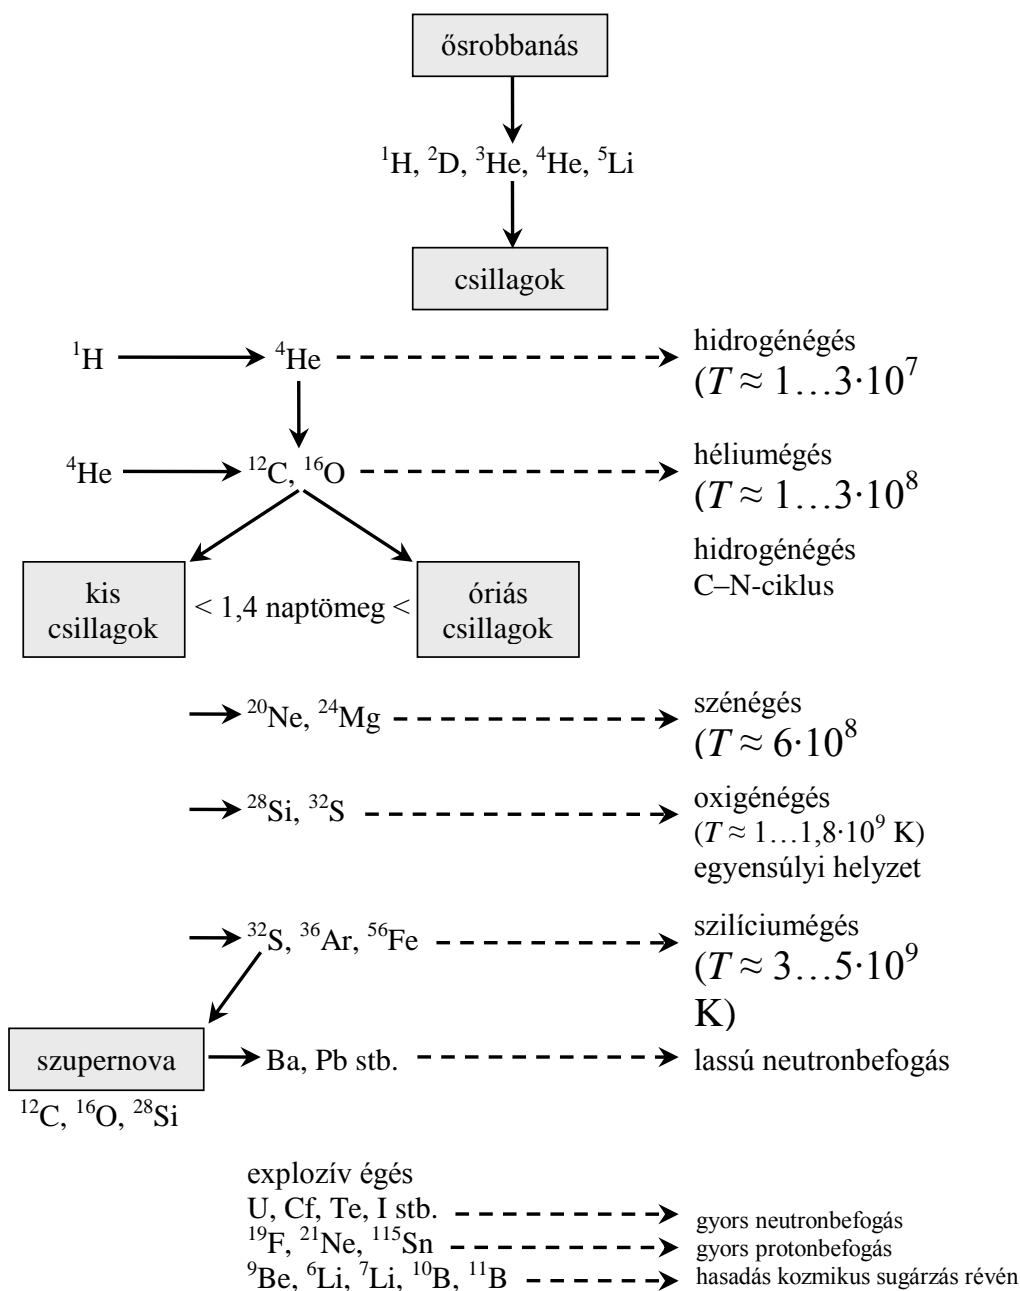 ősrobbanás
¹H, ²D, ³He, ⁴He, ⁵Li
csillagok
¹H ⁴He hidrogénégés
(T ≈ 1…3·10⁷
⁴He ¹²C, ¹⁶O héliumégés
(T ≈ 1…3·10⁸
hidrogénégés
C–N-ciklus
kis
csillagok
< 1,4 naptömeg <
óriás
csillagok
²⁰Ne, ²⁴Mg szénégés
(T ≈ 6·10⁸
²⁸Si, ³²S oxigénégés
(T ≈ 1…1,8·10⁹ K)
egyensúlyi helyzet
³²S, ³⁶Ar, ⁵⁶Fe szilíciumégés
(T ≈ 3…5·10⁹
K)
szupernova Ba, Pb stb. lassú neutronbefogás
¹²C, ¹⁶O, ²⁸Si
explozív égés
U, Cf, Te, I stb. gyors neutronbefogás
¹⁹F, ²¹Ne, ¹¹⁵Sn gyors protonbefogás
⁹Be, ⁶Li, ⁷Li, ¹⁰B, ¹¹B hasadás kozmikus sugárzás révén